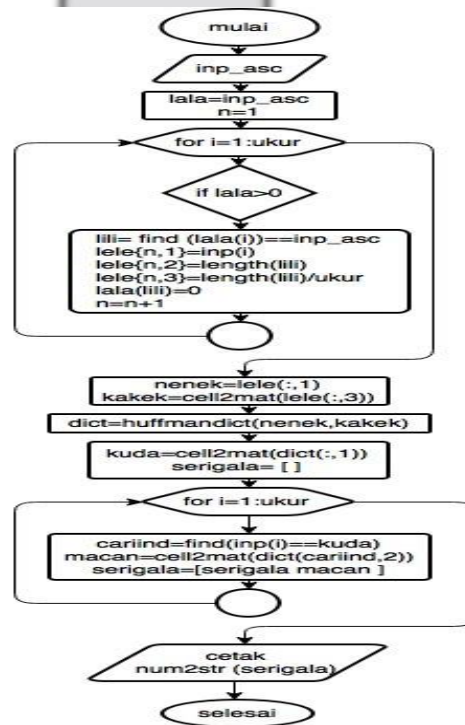 mulai
inp_asc
lala=inp_asc
n=1
for i=1:ukur
if lala>0
lili= find (lala(i))==inp_asc
lele{n,1}=inp(i)
lele{n,2}=length(lili)
lele{n,3}=length(lili)/ukur
lala(lili)=0
n=n+1
nenek=lele(:,1)
kakek=cell2mat(lele(:,3))
dict=huffmandict(nenek,kakek)
kuda=cell2mat(dict(:,1))
serigala= [ ]
for i=1:ukur
cariind=find(inp(i)==kuda)
macan=cell2mat(dict(cariind,2))
serigala=[serigala macan ]
cetak
num2str (serigala)
selesai